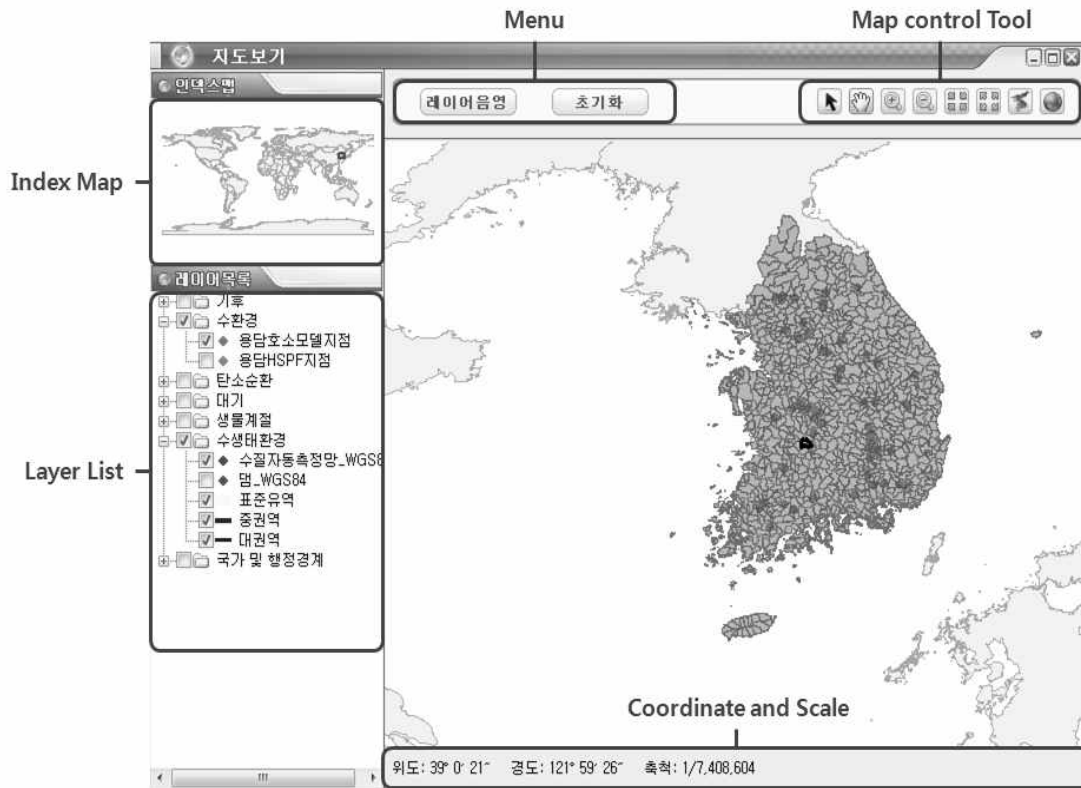 Menu
Map control Tool
지도보기
인덱스맵
레이어음영
초기화
Index Map
레이어목록
기후
수환경
용담호소모델지점
용담HSPF지점
탄소순환
대기
생물계절
수생태환경
Layer List
수질자동측정망_WGS8
댐_WGS84
표준유역
중권역
대권역
국가 및 행정경계
Coordinate and Scale
위도: 39° 0′ 21″ 경도: 121° 59′ 26″ 축척: 1/7,408,604